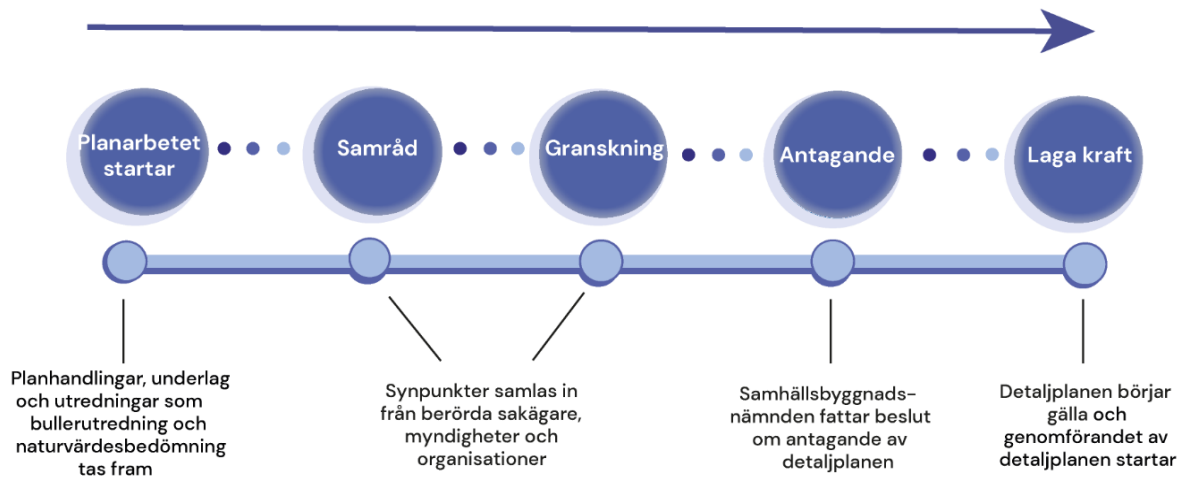 Planarbetet
startar
Samråd
Granskning
Antagande
Laga kraft
Planhandlingar, underlag
och utredningar som
bullerutredning och
naturvärdesbedömning
tas fram
Synpunkter samlas in
från berörda sakägare,
myndigheter och
organisationer
Samhällsbyggnads-
nämnden fattar beslut
om antagande av
detaljplanen
Detaljplanen börjar
gälla och
genomförandet av
detaljplanen startar